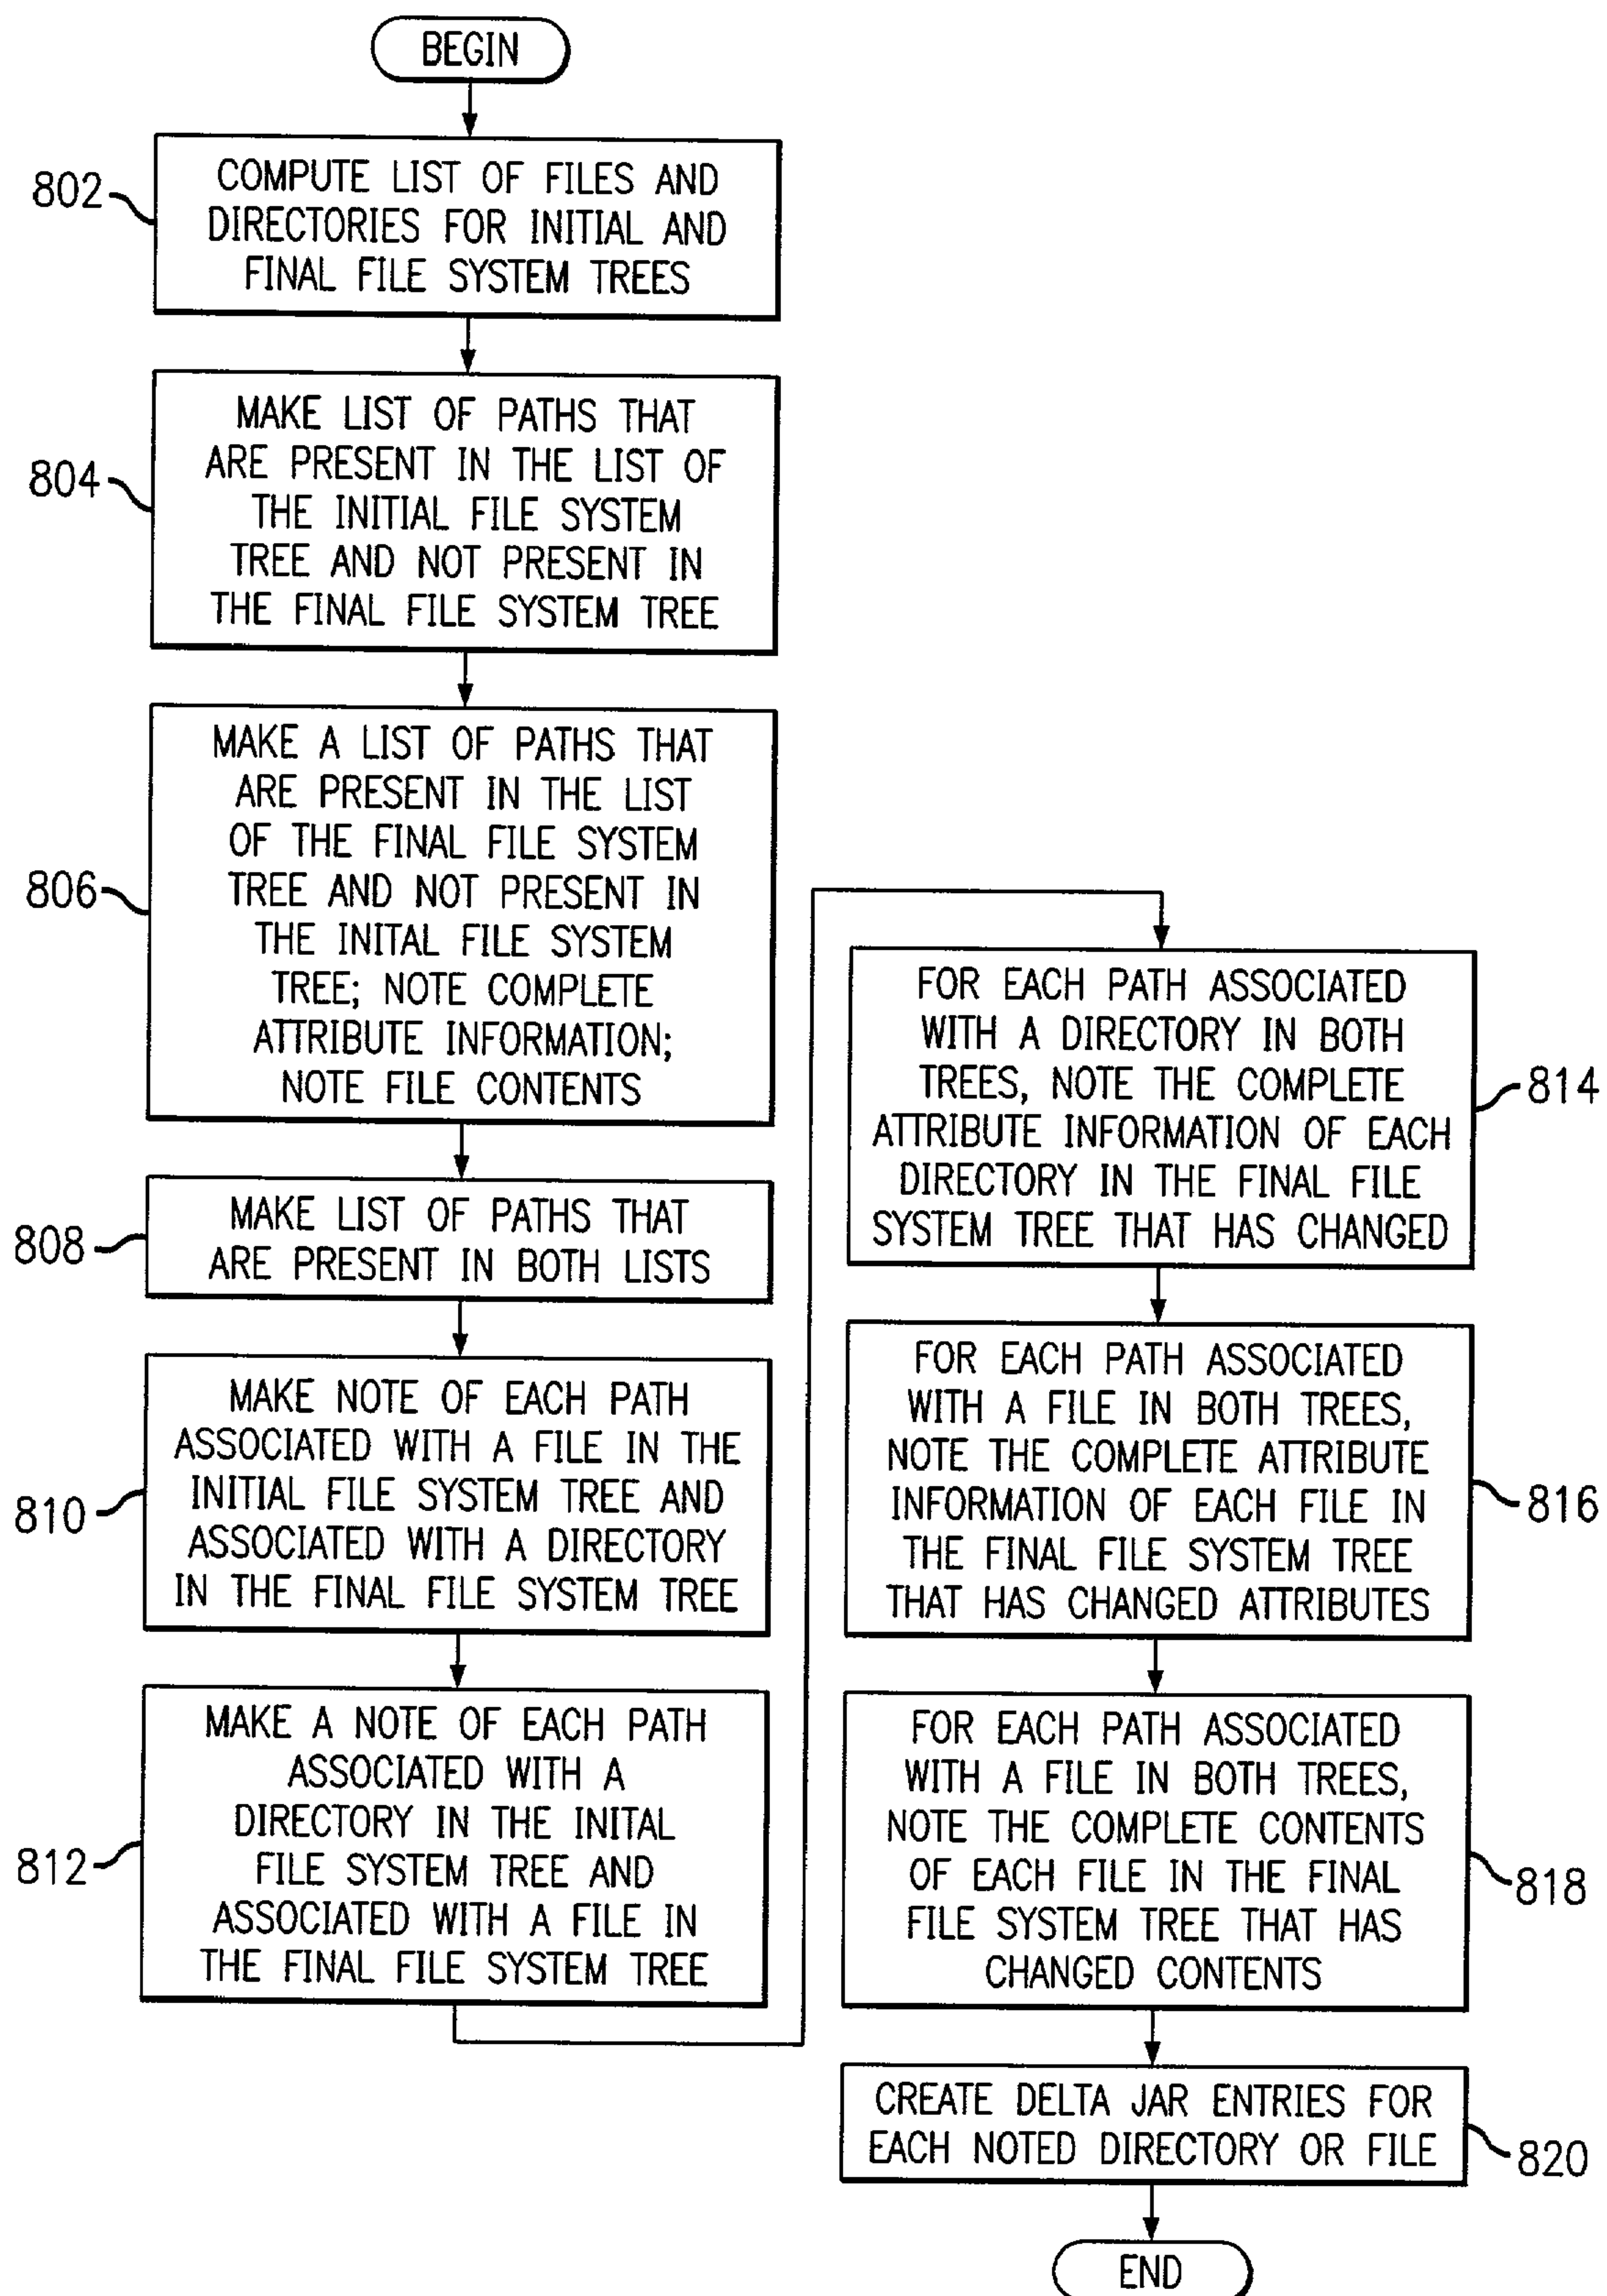 BEGIN
802
COMPUTE LIST OF FILES AND
DIRECTORIES FOR INITIAL AND
FINAL FILE SYSTEM TREES
804
MAKE LIST OF PATHS THAT
ARE PRESENT IN THE LIST OF
THE INITIAL FILE SYSTEM
TREE AND NOT PRESENT IN
THE FINAL FILE SYSTEM TREE
806
MAKE A LIST OF PATHS THAT
ARE PRESENT IN THE LIST
OF THE FINAL FILE SYSTEM
TREE AND NOT PRESENT IN
THE INITAL FILE SYSTEM
TREE; NOTE COMPLETE
ATTRIBUTE INFORMATION;
NOTE FILE CONTENTS
808
MAKE LIST OF PATHS THAT
ARE PRESENT IN BOTH LISTS
810
MAKE NOTE OF EACH PATH
ASSOCIATED WITH A FILE IN THE
INITIAL FILE SYSTEM TREE AND
ASSOCIATED WITH A DIRECTORY
IN THE FINAL FILE SYSTEM TREE
812
MAKE A NOTE OF EACH PATH
ASSOCIATED WITH A
DIRECTORY IN THE INITAL
FILE SYSTEM TREE AND
ASSOCIATED WITH A FILE IN
THE FINAL FILE SYSTEM TREE
FOR EACH PATH ASSOCIATED
WITH A DIRECTORY IN BOTH
TREES, NOTE THE COMPLETE
ATTRIBUTE INFORMATION OF EACH
DIRECTORY IN THE FINAL FILE
SYSTEM TREE THAT HAS CHANGED
814
FOR EACH PATH ASSOCIATED
WITH A FILE IN BOTH TREES,
NOTE THE COMPLETE ATTRIBUTE
INFORMATION OF EACH FILE IN
THE FINAL FILE SYSTEM TREE
THAT HAS CHANGED ATTRIBUTES
816
FOR EACH PATH ASSOCIATED
WITH A FILE IN BOTH TREES,
NOTE THE COMPLETE CONTENTS
OF EACH FILE IN THE FINAL
FILE SYSTEM TREE THAT HAS
CHANGED CONTENTS
818
CREATE DELTA JAR ENTRIES FOR
EACH NOTED DIRECTORY OR FILE
820
END